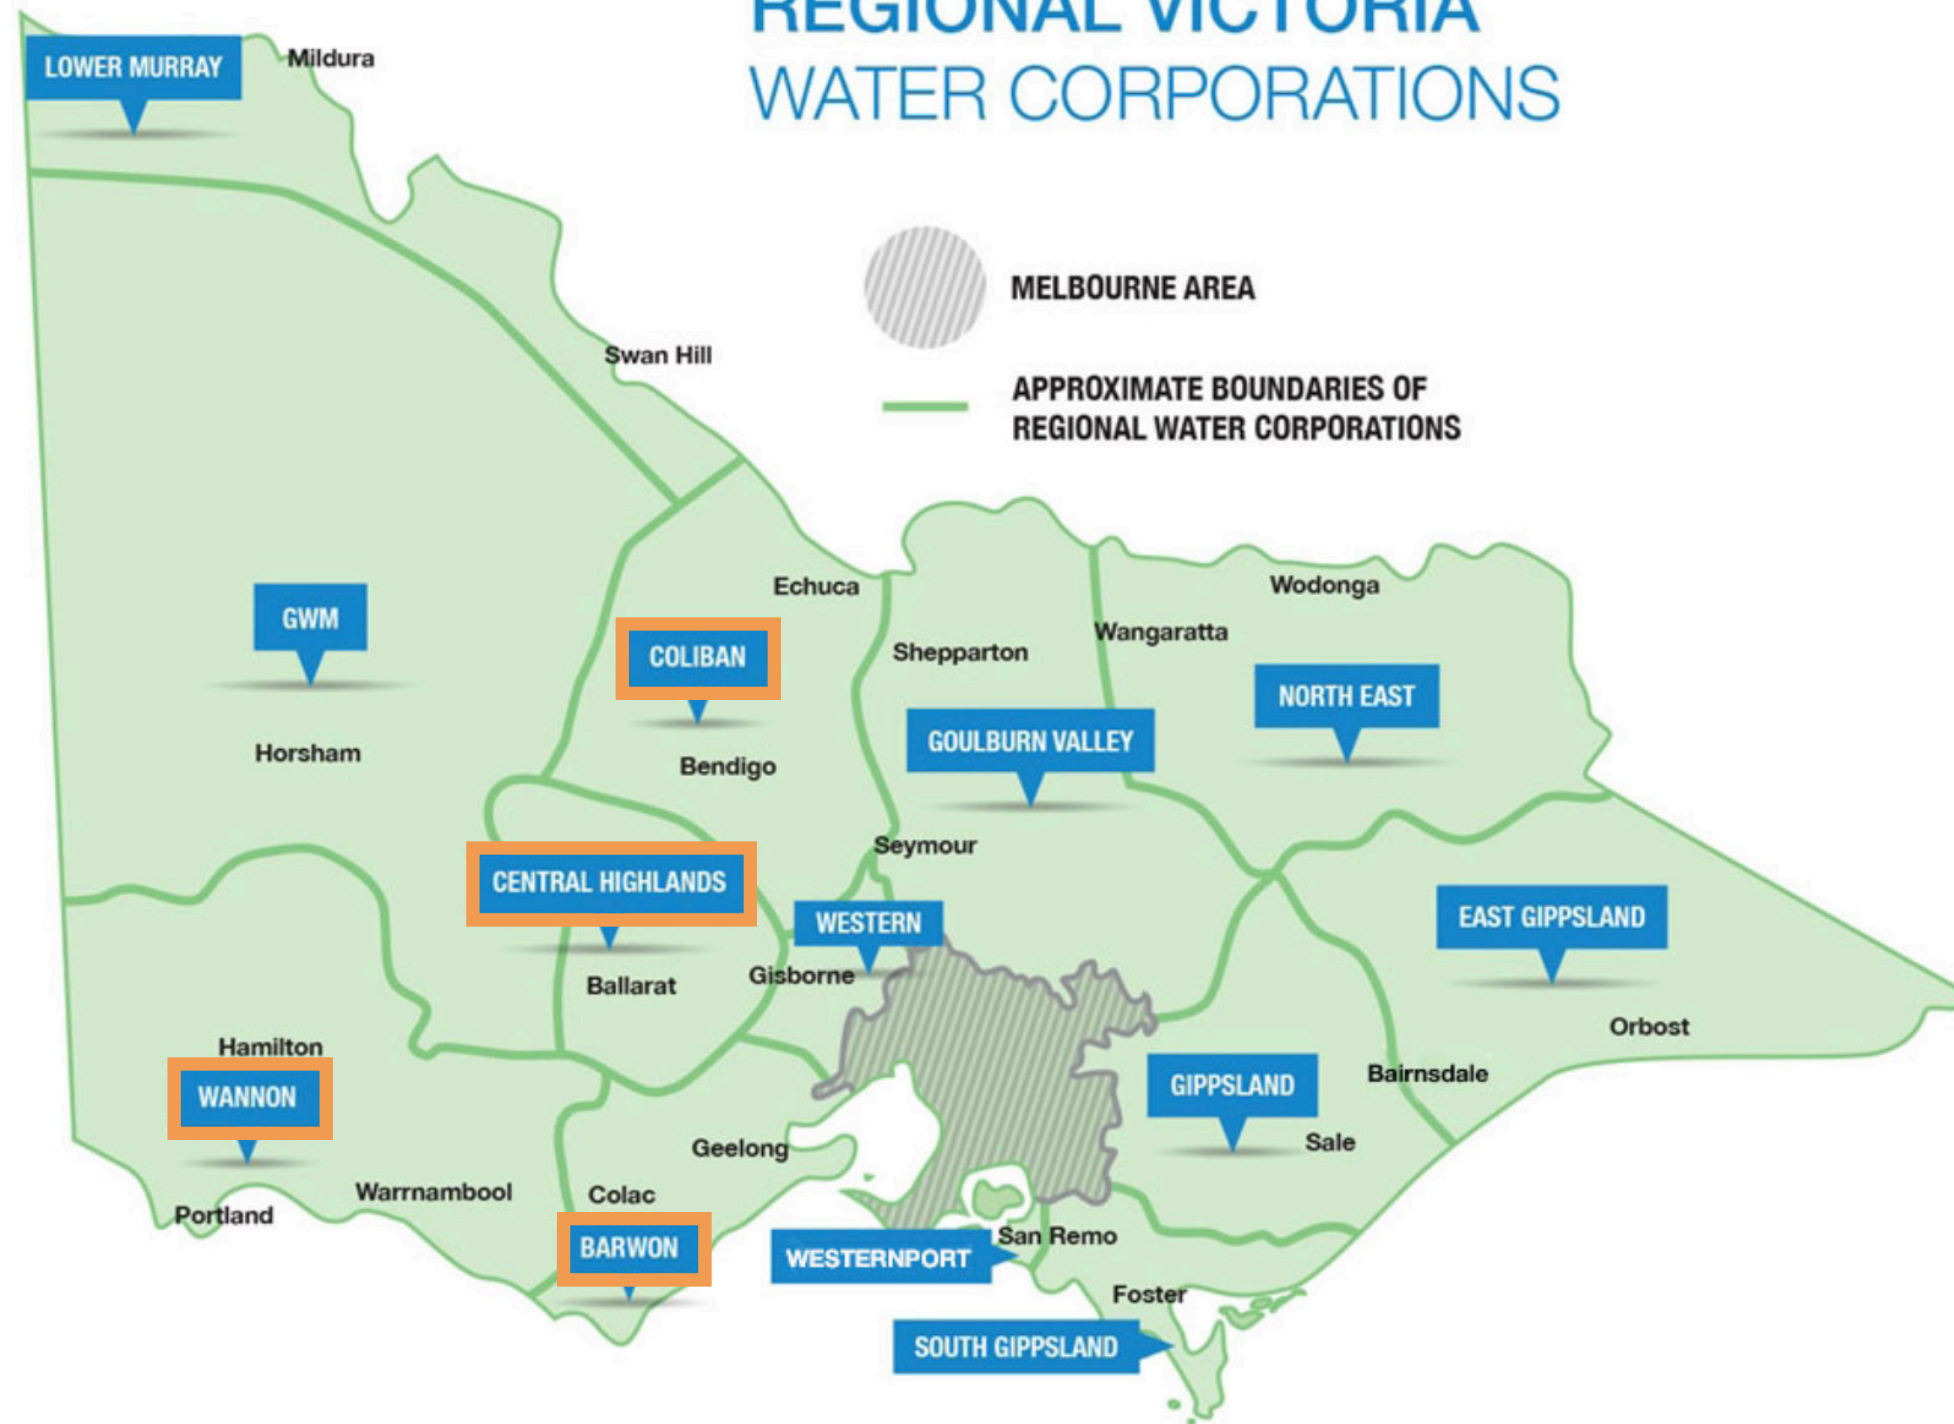 REGIONAL VICTORIA
WATER CORPORATIONS
LOWER MURRAY
Mildura
MELBOURNE AREA
Swan Hill
APPROXIMATE BOUNDARIES OF
REGIONAL WATER CORPORATIONS
Echuca
Wodonga
GWM
Wangaratta
COLIBAN
Shepparton
NORTH EAST
Horsham
GOULBURN VALLEY
Bendigo
Seymour
CENTRAL HIGHLANDS
WESTERN
EAST GIPPSLAND
Ballarat
Gisborne
Orbost
Hamilton
Bairnsdale
WANNON
GIPPSLAND
Geelong
Sale
Warrnambool
Colac
Portland
BARWON
San Remo
WESTERNPORT
Foster
SOUTH GIPPSLAND